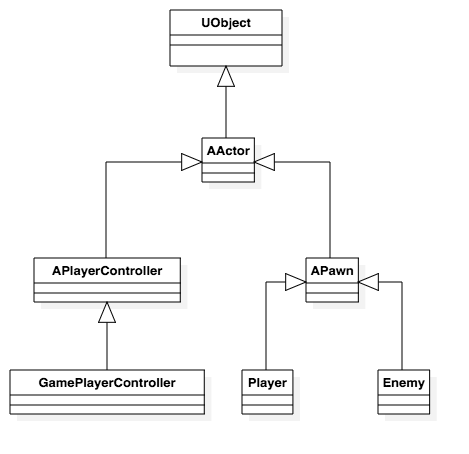 UObject
AActor
APlayerController
APawn
GamePlayerController
Player
Enemy